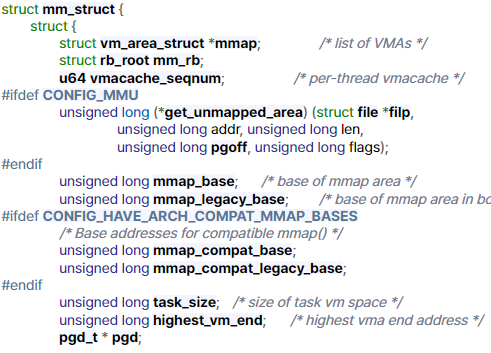 struct mm_struct {
struct {
struct vm_area_struct *mmap; /* list of VMAs */
struct rb_root mm_rb;
u64 vmacache_seqnum; /* per-thread vmacache */
#ifdef CONFIG_MMU
unsigned long (*get_unmapped_area) (struct file *filp,
unsigned long addr, unsigned long len,
unsigned long pgoff, unsigned long flags);
#endif
unsigned long mmap_base; /* base of mmap area */
unsigned long mmap_legacy_base; /* base of mmap area in bo
#ifdef CONFIG_HAVE_ARCH_COMPAT_MMAP_BASES
/* Base addresses for compatible mmap() */
unsigned long mmap_compat_base;
unsigned long mmap_compat_legacy_base;
#endif
unsigned long task_size; /* size of task vm space */
unsigned long highest_vm_end; /* highest vma end address */
pgd_t * pgd;